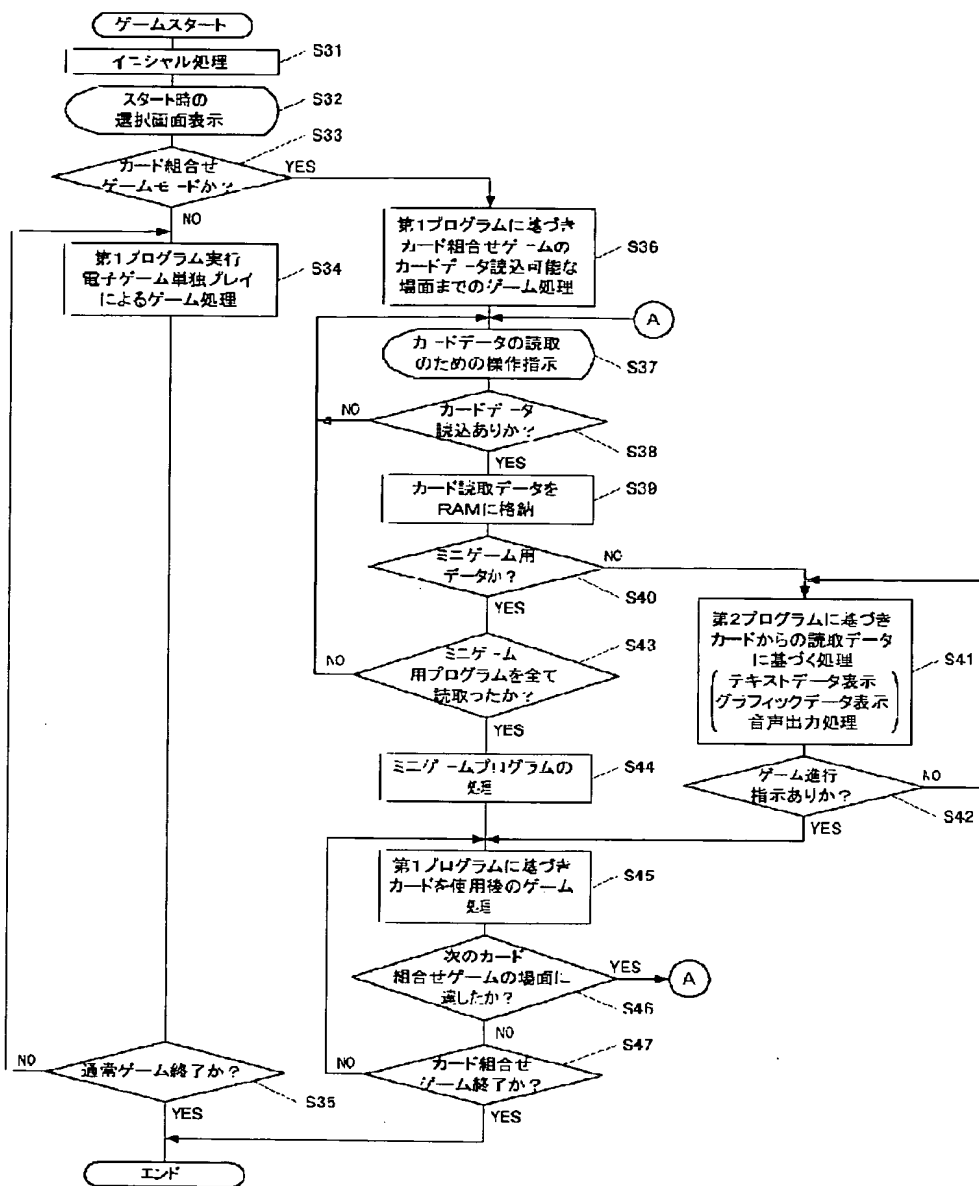 ゲームスタート
イニシャル処理
S31
スタート時の
選択画面表示
S32
カード組合せ
ゲームモードか?
S33
YES
NO
第1プログラム実行
電子ゲーム単独プレイ
によるゲーム処理
S34
通常ゲーム終了か?
S35
NO
YES
エンド
第1プログラムに基づき
カード組合せゲームの
カードデータ読込可能な
場面までのゲーム処理
S36
A
カードデータの読取
のための操作指示
S37
カードデータ
読込ありか?
S38
NO
YES
カード読取データを
RAMに格納
S39
ミニゲーム用
データか?
S40
NO
YES
第2プログラムに基づき
カードからの読取データ
に基づく処理
テキストデータ表示
グラフィックデータ表示
音声出力処理
S41
ゲーム進行
指示ありか?
S42
NO
YES
ミニゲーム
用プログラムを全て
読取ったか?
S43
NO
YES
ミニゲームプログラムの
処理
S44
第1プログラムに基づき
カードを使用後のゲーム
処理
S45
次のカード
組合せゲームの場面に
達したか?
S46
YES
A
NO
カード組合せ
ゲーム終了か?
S47
NO
YES